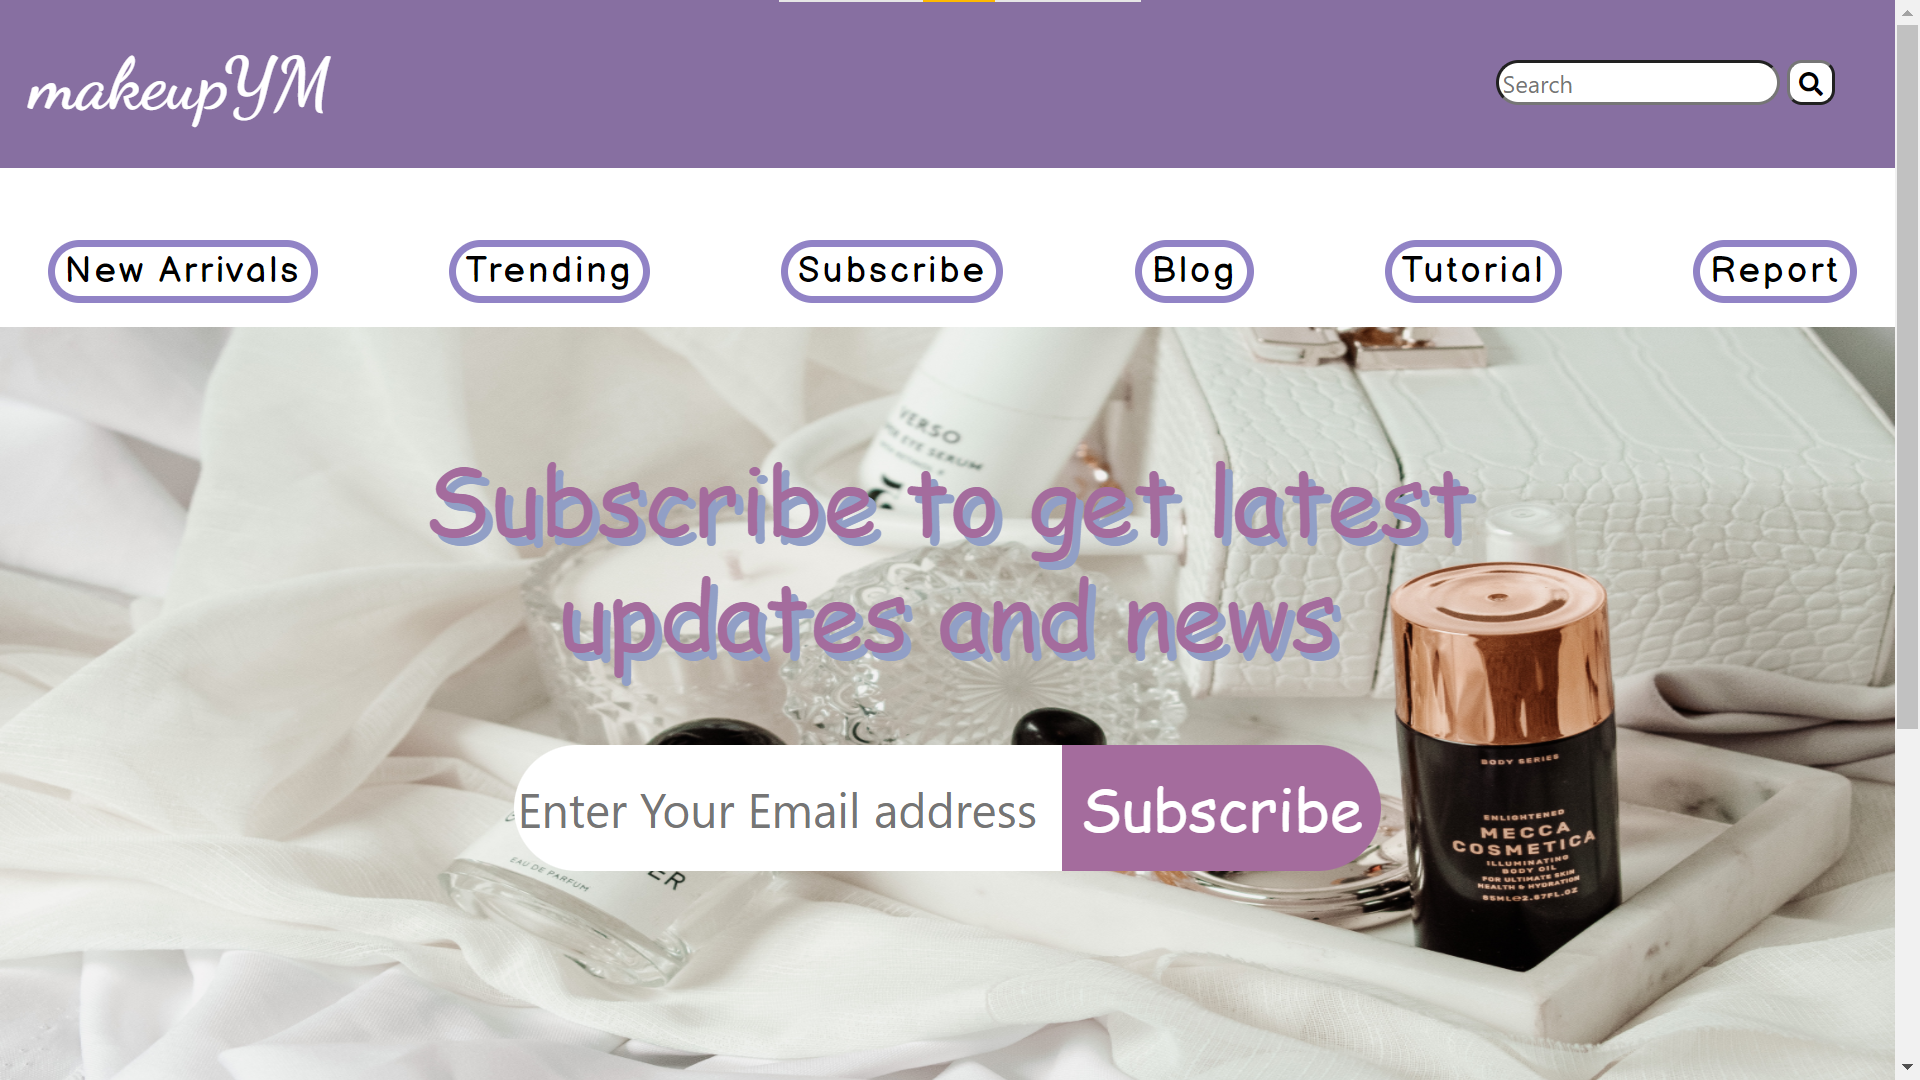 makeupYM
Search
New Arrivals
Trending
Subscribe
Blog
Tutorial
Report
VERSO
EYE SERUM
Subscribe to get latest
updates and news
Enter Your Email address
Subscribe
EAU DE PARFUM
BODY SERIES
ENLIGHTENED
MECCA
COSMETICA
ILLUMINATING
BODY OIL
FOR ULTIMATE SKIN
HEALTH & HYDRATION
85ML℮2.87FL.OZ